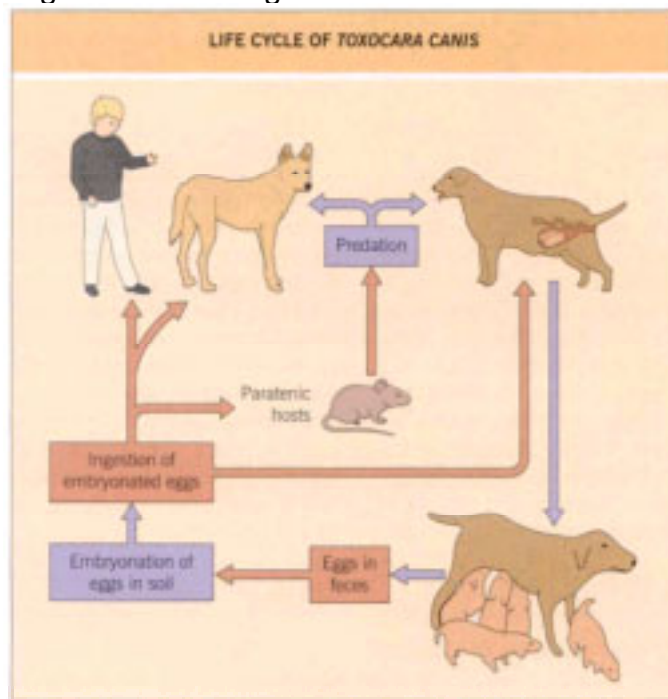 LIFE CYCLE OF TOXOCARA CANIS
Predation
Paratenic
hosts
Ingestion of
embryonated eggs
Embryonation of
eggs in soil
Eggs in
feces